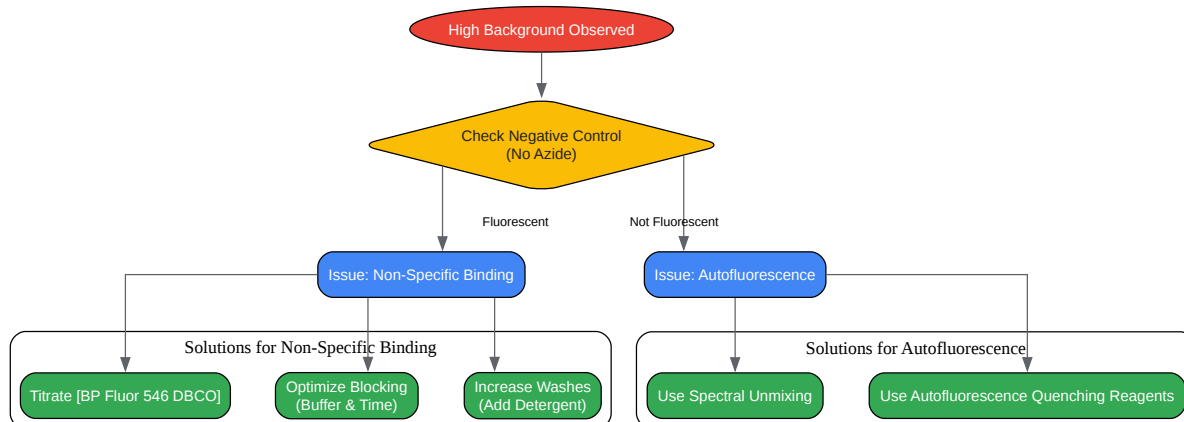 High Background Observed
Check Negative Control
(No Azide)
Fluorescent
Not Fluorescent
Issue: Non-Specific Binding
Issue: Autofluorescence
Solutions for Non-Specific Binding
Titrate [BP Fluor 546 DBCO]
Optimize Blocking
(Buffer & Time)
Increase Washes
(Add Detergent)
Solutions for Autofluorescence
Use Spectral Unmixing
Use Autofluorescence Quenching Reagents